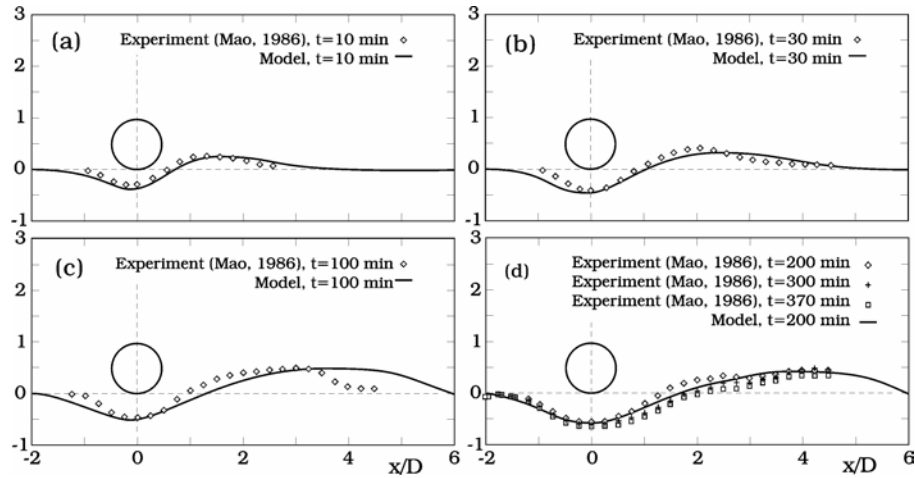 (a)
Experiment (Mao, 1986), t=10 min
Model, t=10 min
3
2
1
0
-1
(b)
Experiment (Mao, 1986), t=30 min
Model, t=30 min
3
2
1
0
-1
(c)
Experiment (Mao, 1986), t=100 min
Model, t=100 min
3
2
1
0
-1
-2 0 2 4 6
x/D
(d)
Experiment (Mao, 1986), t=200 min
Experiment (Mao, 1986), t=300 min
Experiment (Mao, 1986), t=370 min
Model, t=200 min
3
2
1
0
-1
-2 0 2 4 6
x/D